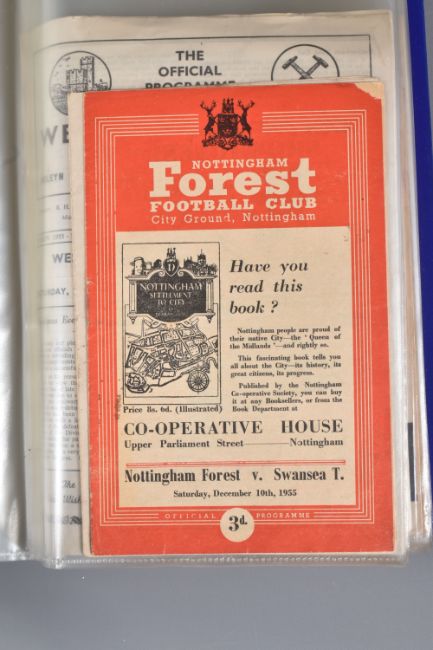 THE
OFFICIAL
PROGRAMME
NOTTINGHAM
Forest
FOOTBALL CLUB
City Ground, Nottingham
NOTTINGHAM
SETTLEMENT
TO CITY
Have you
read this
book ?
Nottingham people are proud of
their native City—the ' Queen of
the Midlands '—and rightly so.
This fascinating book tells you
all about the City—its history, its
great citizens, its progress.
Published by the Nottingham
Co-operative Society, you can buy
it at any Booksellers, or from the
Book Department at
Price 8s. 6d. (Illustrated)
CO-OPERATIVE HOUSE
Upper Parliament Street — Nottingham
Nottingham Forest v. Swansea T.
Saturday, December 10th, 1955
OFFICIAL PROGRAMME
3d.